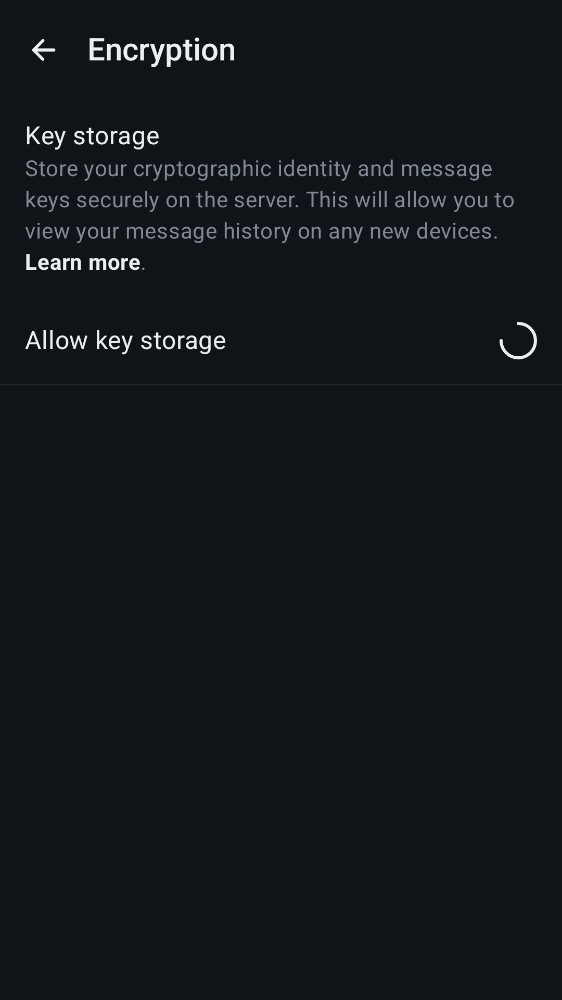 Encryption
Key storage
Store your cryptographic identity and message
keys securely on the server. This will allow you to
view your message history on any new devices.
Learn more.
Allow key storage